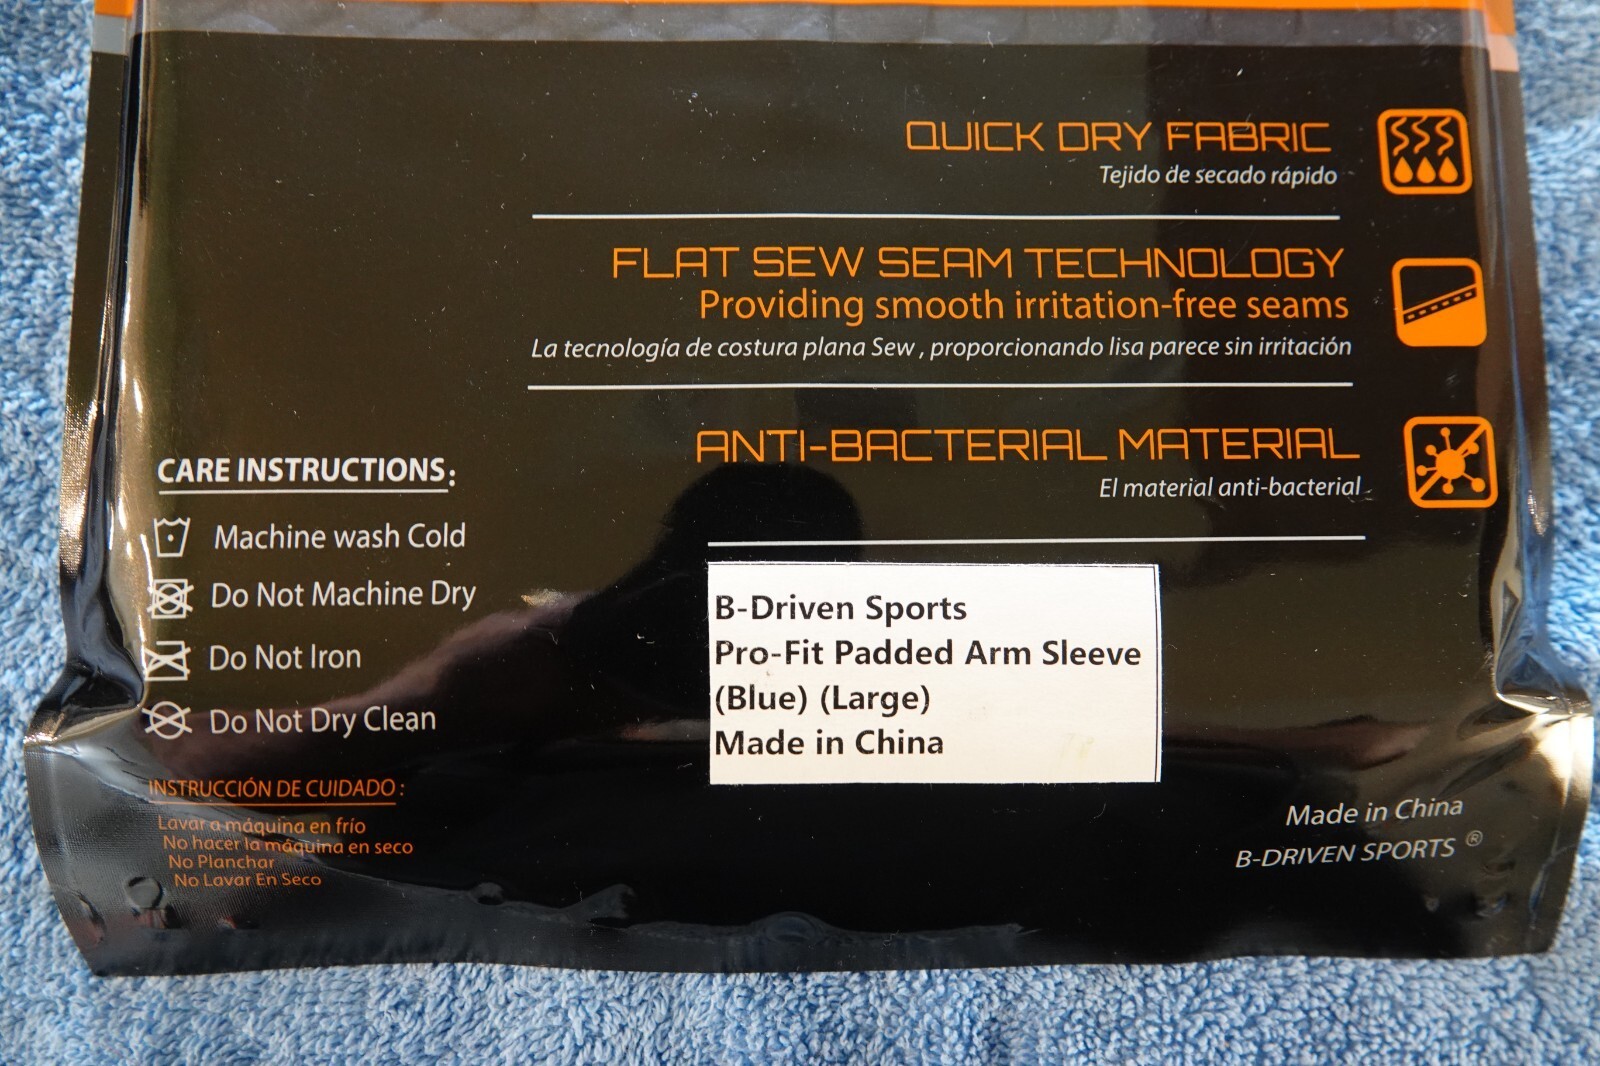 QUICK DRY FABRIC
Tejido de secado rápido
FLAT SEW SEAM TECHNOLOGY
Providing smooth irritation-free seams
La tecnología de costura plana Sew , proporcionando lisa parece sin irritación
ANTI-BACTERIAL MATERIAL
El material anti-bacterial
CARE INSTRUCTIONS:
Machine wash Cold
Do Not Machine Dry
Do Not Iron
Do Not Dry Clean
INSTRUCCIÓN DE CUIDADO :
Lavar a máquina en frío
No hacer la máquina en seco
No Planchar
No Lavar En Seco
B-Driven Sports
Pro-Fit Padded Arm Sleeve
(Blue) (Large)
Made in China
Made in China
B-DRIVEN SPORTS ®